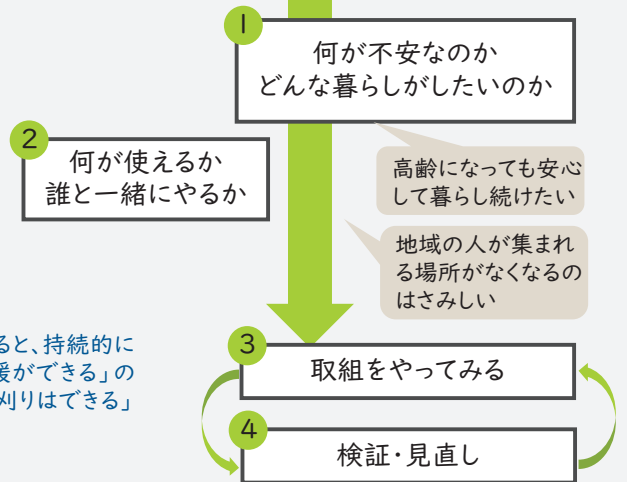 1
何が不安なのか
どんな暮らしがしたいのか
2
何が使えるか
誰と一緒にやるか
高齢になっても安心
して暮らし続けたい
地域の人が集まれ
る場所がなくなるの
はさみしい
ると、持続的に
援ができる」の
刈りはできる」
3
取組をやってみる
4
検証・見直し